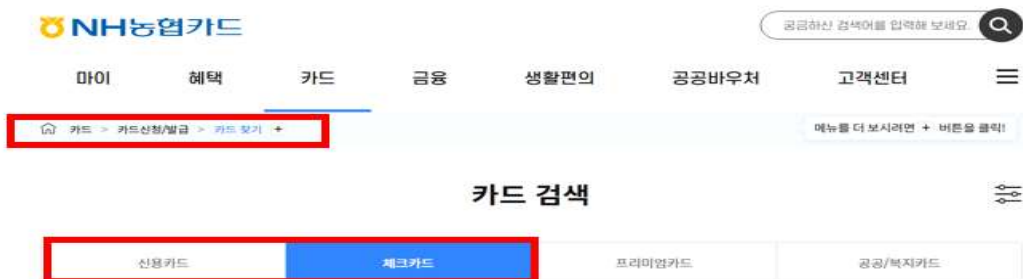 NH농협카드
궁금하신 검색어를 입력해 보세요.
마이 혜택 카드 금융 생활편의 공공바우처 고객센터
카드 > 카드신청/발급 > 카드 찾기 +
메뉴를 더 보시려면 + 버튼을 클릭!
카드 검색
신용카드 체크카드 프리미엄카드 공공/복지카드